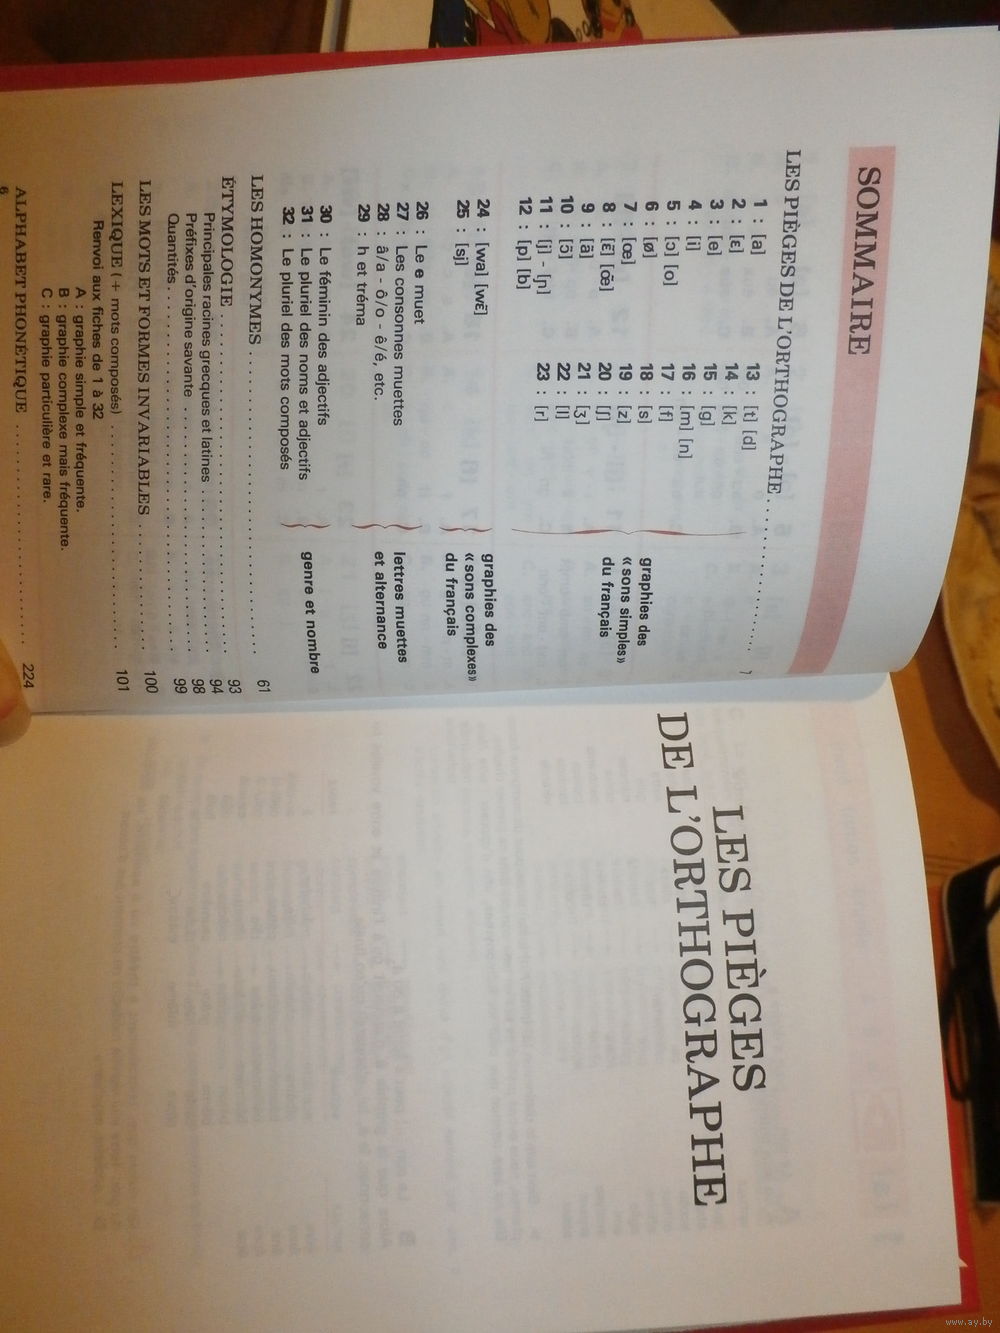 SOMMAIRE
LES PIÈGES DE L'ORTHOGRAPHE . . . . . . . . . . . . . . . . 7
1 : [a]
2 : [ɛ]
3 : [e]
4 : [i]
5 : [ɔ] [o]
6 : [ø]
7 : [œ]
8 : [ɛ̃] [œ̃]
9 : [ã]
10 : [ɔ̃]
11 : [j] - [ɲ]
12 : [p] [b]
13 : [t] [d]
14 : [k]
15 : [g]
16 : [m] [n]
17 : [f]
18 : [s]
19 : [z]
20 : [ʃ]
21 : [ʒ]
22 : [l]
23 : [r]
graphies des
« sons simples »
du français
24 : [wa] [wɛ̃]
25 : [sj]
graphies des
« sons complexes »
du français
26 : Le e muet
27 : Les consonnes muettes
28 : â/a - ô/o - ê/é, etc.
29 : h et tréma
lettres muettes
et alternance
30 : Le féminin des adjectifs
31 : Le pluriel des noms et adjectifs
32 : Le pluriel des mots composés
genre et nombre
LES HOMONYMES . . . . . . . . . . . . . . . . 61
ÉTYMOLOGIE . . . . . . . . . . . . . . . . 93
Principales racines grecques et latines . . . . . . . . . . . . 94
Préfixes d'origine savante . . . . . . . . . . . . . . . . 98
Quantités . . . . . . . . . . . . . . . . 99
LES MOTS ET FORMES INVARIABLES . . . . . . . . . . . . 100
LEXIQUE (+ mots composés) . . . . . . . . . . . . . . . . 101
Renvoi aux fiches de 1 à 32
A : graphie simple et fréquente.
B : graphie complexe mais fréquente.
C : graphie particulière et rare.
ALPHABET PHONÉTIQUE . . . . . . . . . . . . . . . . 224
6
LES PIÈGES
DE L'ORTHOGRAPHE
www.ay.by